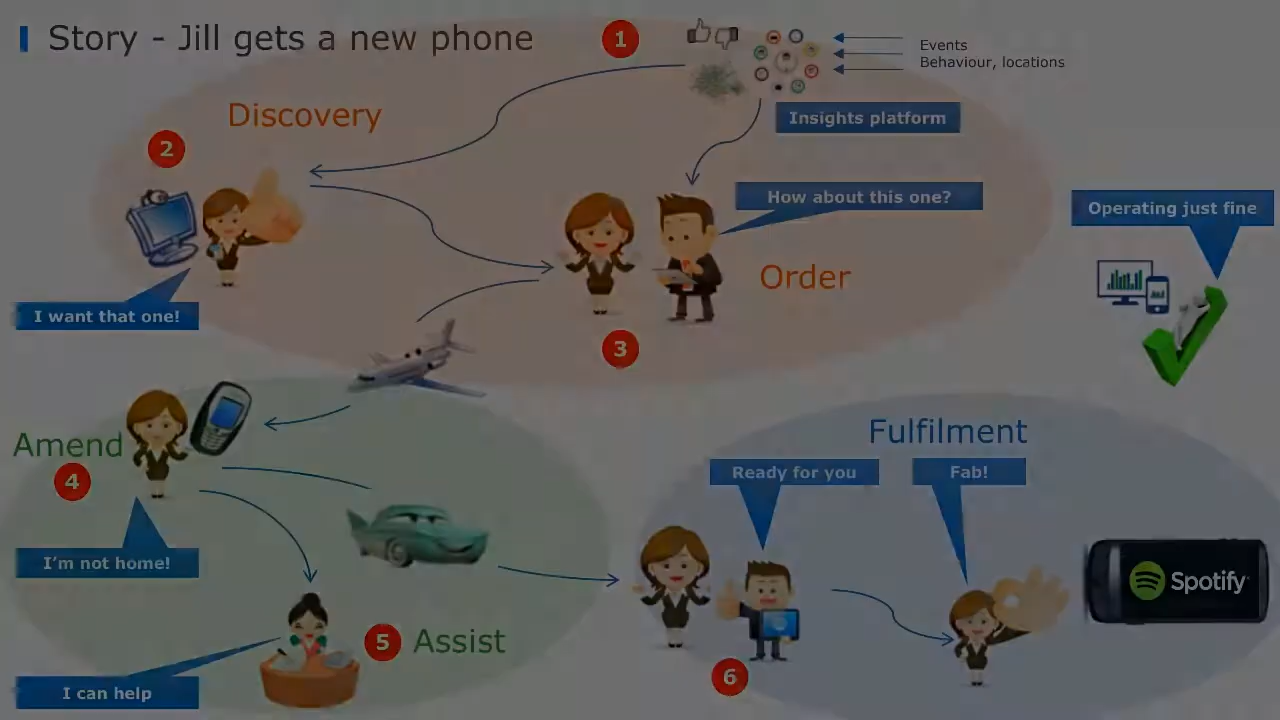 Story - Jill gets a new phone
1
Events
Behaviour, locations
Discovery
Insights platform
2
How about this one?
Operating just fine
Order
I want that one!
3
Amend
4
Fulfilment
Ready for you
Fab!
I'm not home!
Spotify
5
Assist
6
I can help